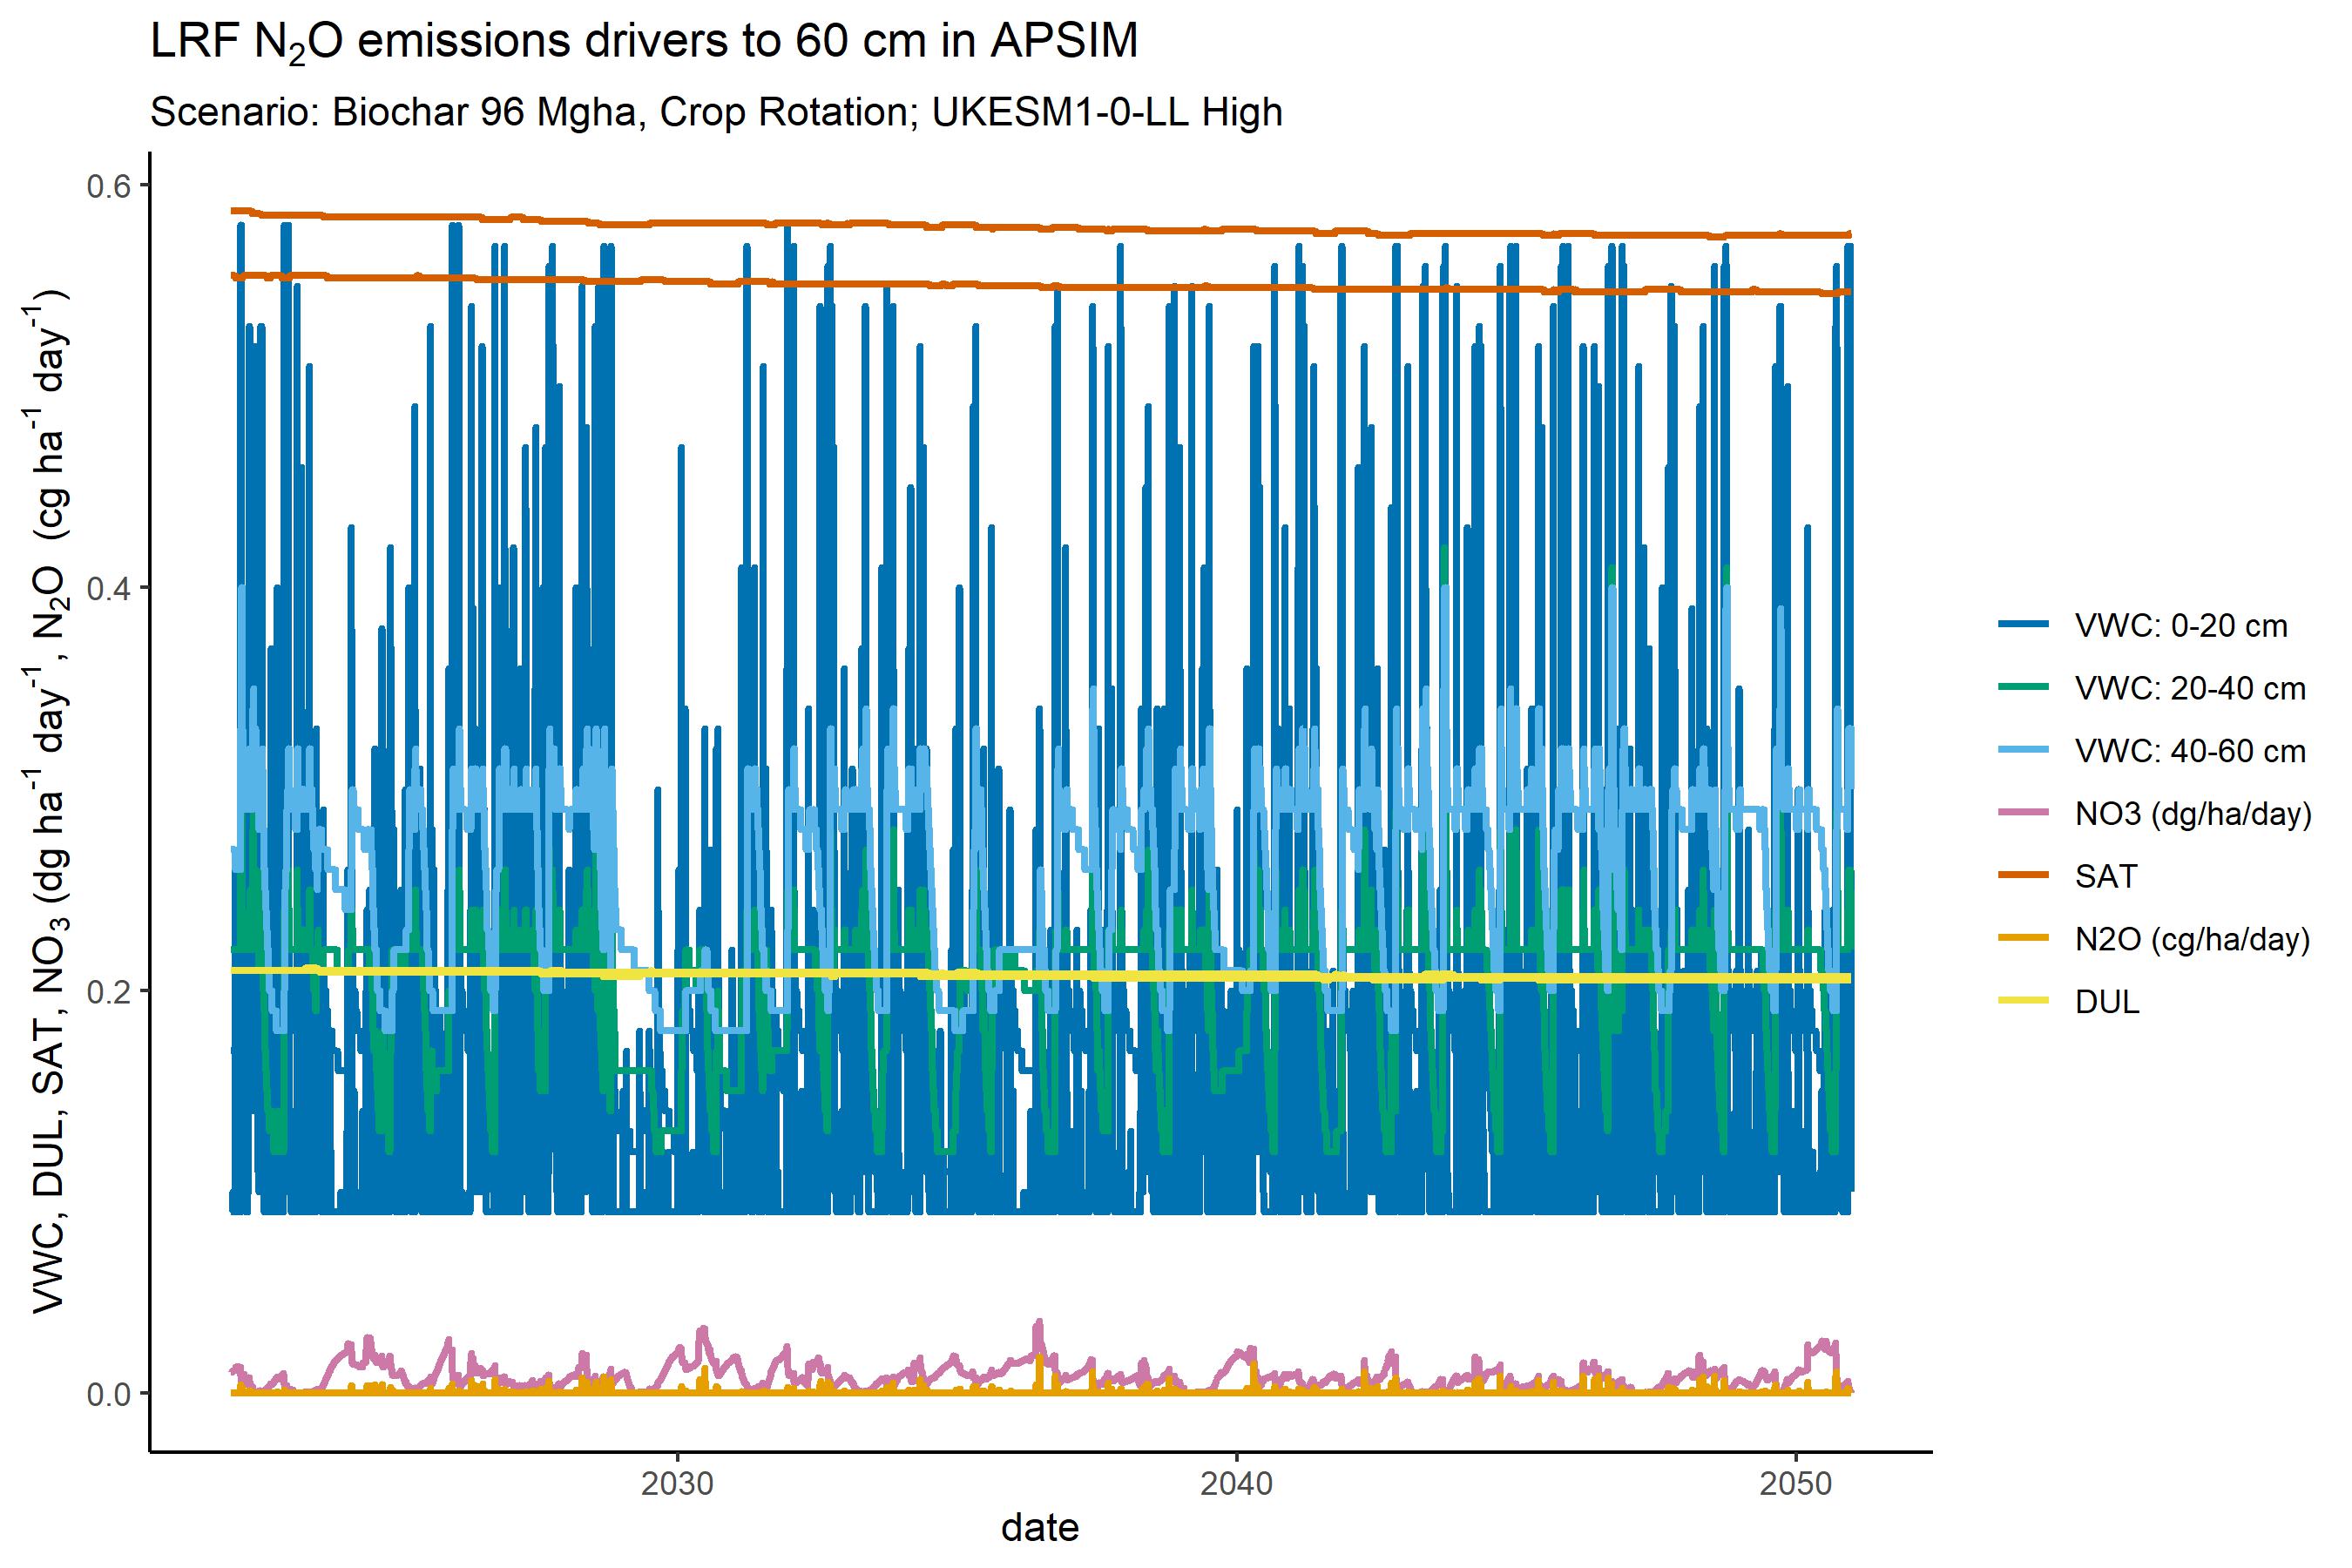 LRF N₂O emissions drivers to 60 cm in APSIM
Scenario: Biochar 96 Mgha, Crop Rotation; UKESM1-0-LL High
VWC, DUL, SAT, NO₃ (dg ha⁻¹ day⁻¹, N₂O (cg ha⁻¹ day⁻¹)
0.6
0.4
0.2
0.0
2030
2040
2050
date
VWC: 0-20 cm
VWC: 20-40 cm
VWC: 40-60 cm
NO3 (dg/ha/day)
SAT
N2O (cg/ha/day)
DUL